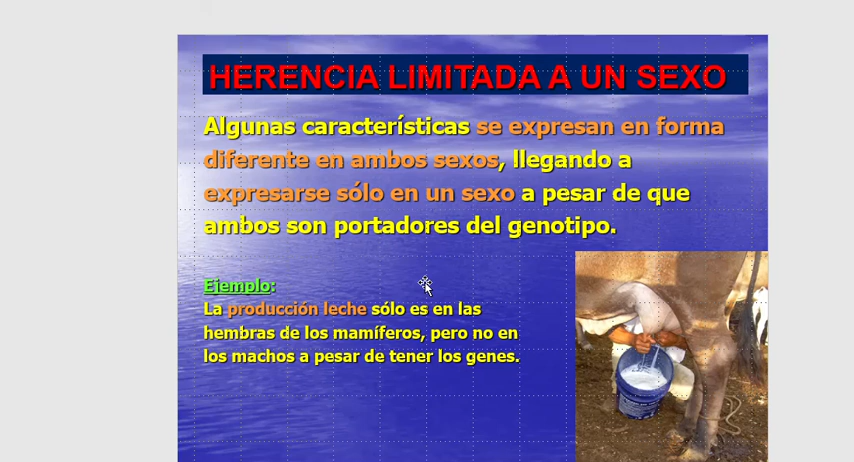 HERENCIA LIMITADA A UN SEXO
Algunas características se expresan en forma
diferente en ambos sexos, llegando a
expresarse sólo en un sexo a pesar de que
ambos son portadores del genotipo.
Ejemplo:
La producción leche sólo es en las
hembras de los mamíferos, pero no en
los machos a pesar de tener los genes.